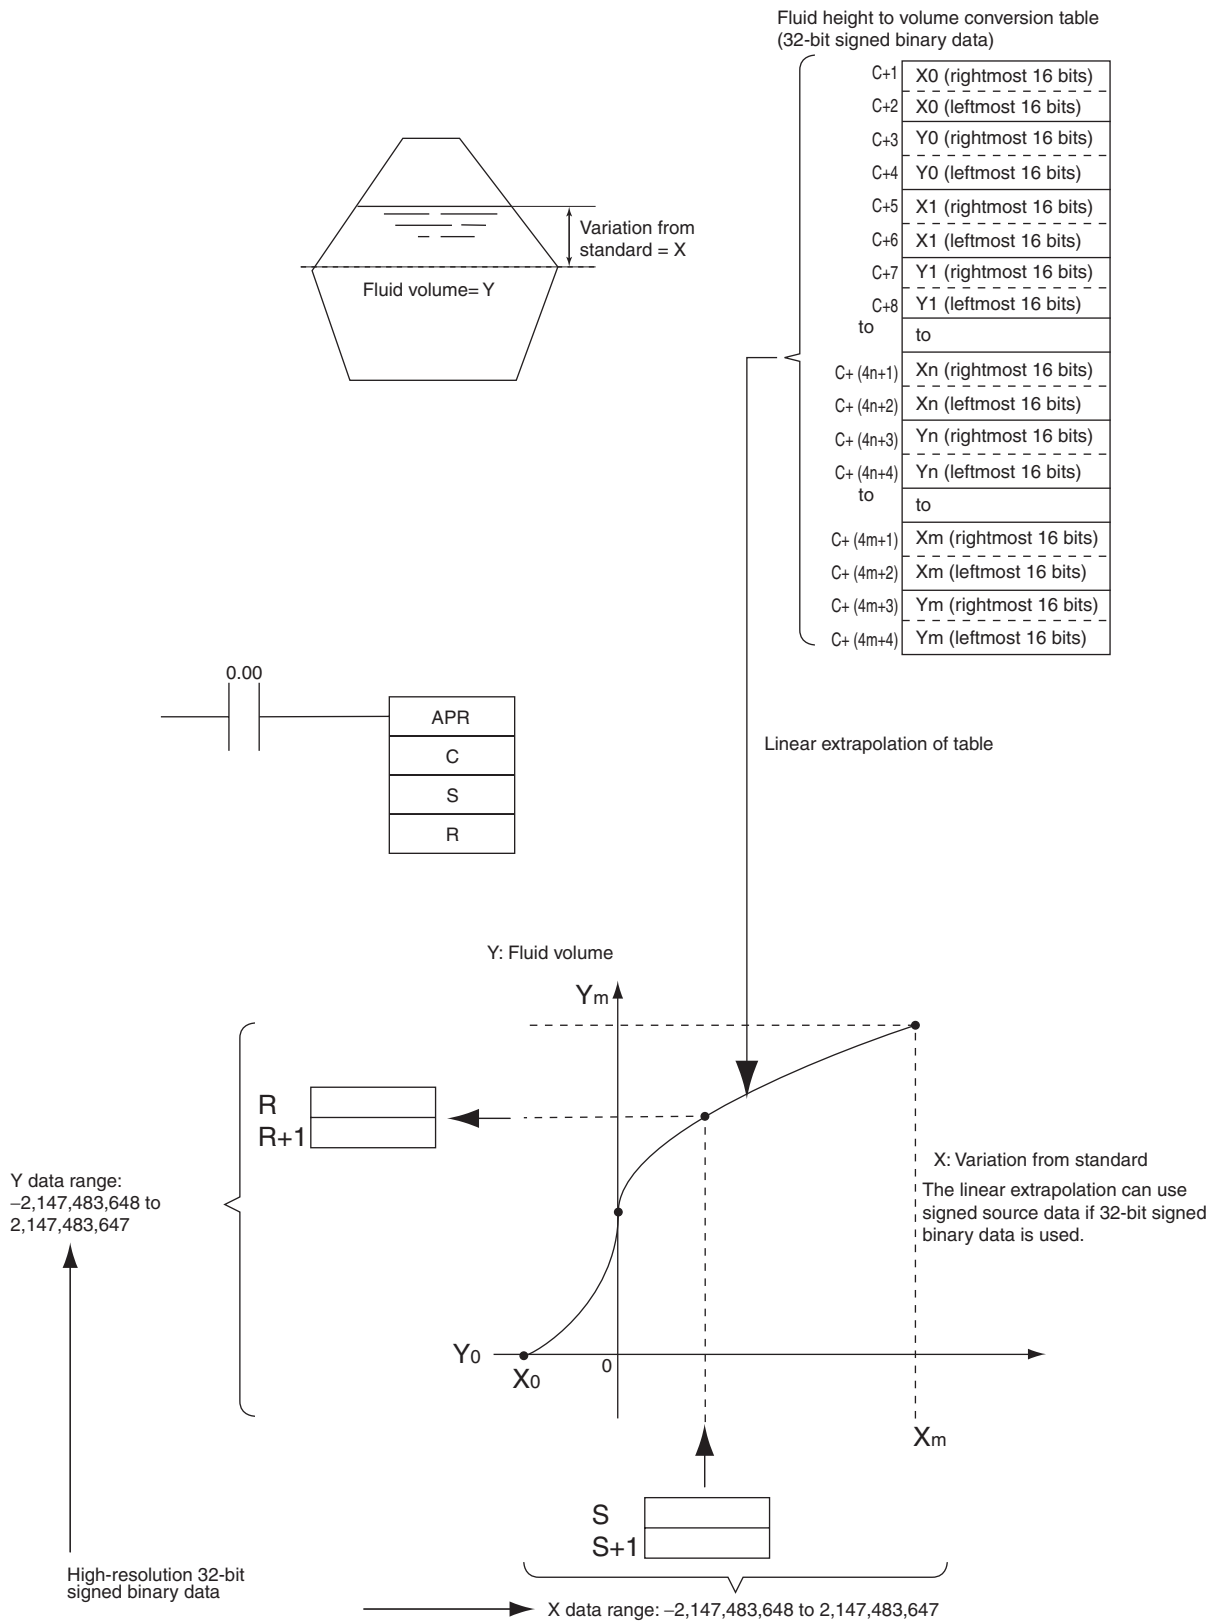 Fluid height to volume conversion table
(32-bit signed binary data)
C+1 X0 (rightmost 16 bits)
C+2 X0 (leftmost 16 bits)
C+3 Y0 (rightmost 16 bits)
C+4 Y0 (leftmost 16 bits)
C+5 X1 (rightmost 16 bits)
C+6 X1 (leftmost 16 bits)
C+7 Y1 (rightmost 16 bits)
C+8 Y1 (leftmost 16 bits)
to to
C+ (4n+1) Xn (rightmost 16 bits)
C+ (4n+2) Xn (leftmost 16 bits)
C+ (4n+3) Yn (rightmost 16 bits)
C+ (4n+4) Yn (leftmost 16 bits)
to to
C+ (4m+1) Xm (rightmost 16 bits)
C+ (4m+2) Xm (leftmost 16 bits)
C+ (4m+3) Ym (rightmost 16 bits)
C+ (4m+4) Ym (leftmost 16 bits)
Variation from
standard = X
Fluid volume= Y
0.00
APR
C
S
R
Linear extrapolation of table
Y: Fluid volume
Ym
R
R+1
Y data range:
−2,147,483,648 to
2,147,483,647
X: Variation from standard
The linear extrapolation can use
signed source data if 32-bit signed
binary data is used.
Y0
X0
0
Xm
S
S+1
High-resolution 32-bit
signed binary data
X data range: −2,147,483,648 to 2,147,483,647